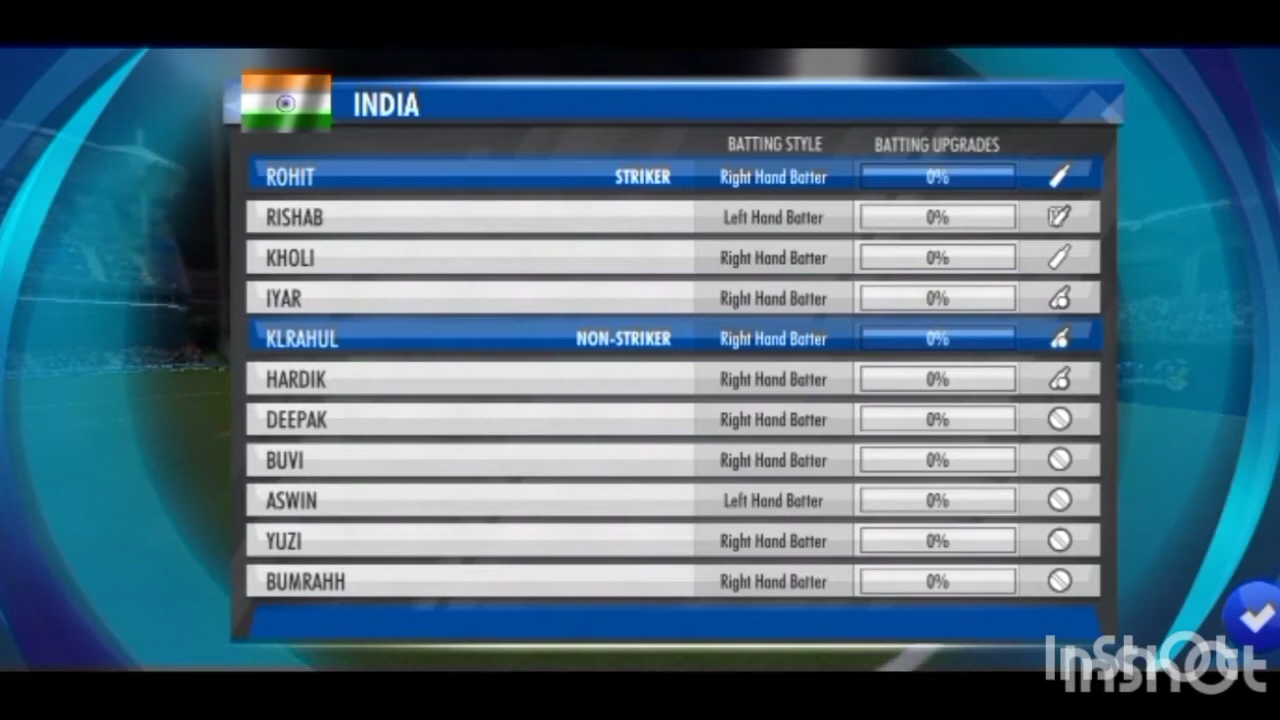 INDIA
BATTING STYLE BATTING UPGRADES
ROHIT STRIKER Right Hand Batter 0%
RISHAB Left Hand Batter 0%
KHOLI Right Hand Batter 0%
IYAR Right Hand Batter 0%
KLRAHUL NON-STRIKER Right Hand Batter 0%
HARDIK Right Hand Batter 0%
DEEPAK Right Hand Batter 0%
BUVI Right Hand Batter 0%
ASWIN Left Hand Batter 0%
YUZI Right Hand Batter 0%
BUMRAHH Right Hand Batter 0%
InShOt
InShOt